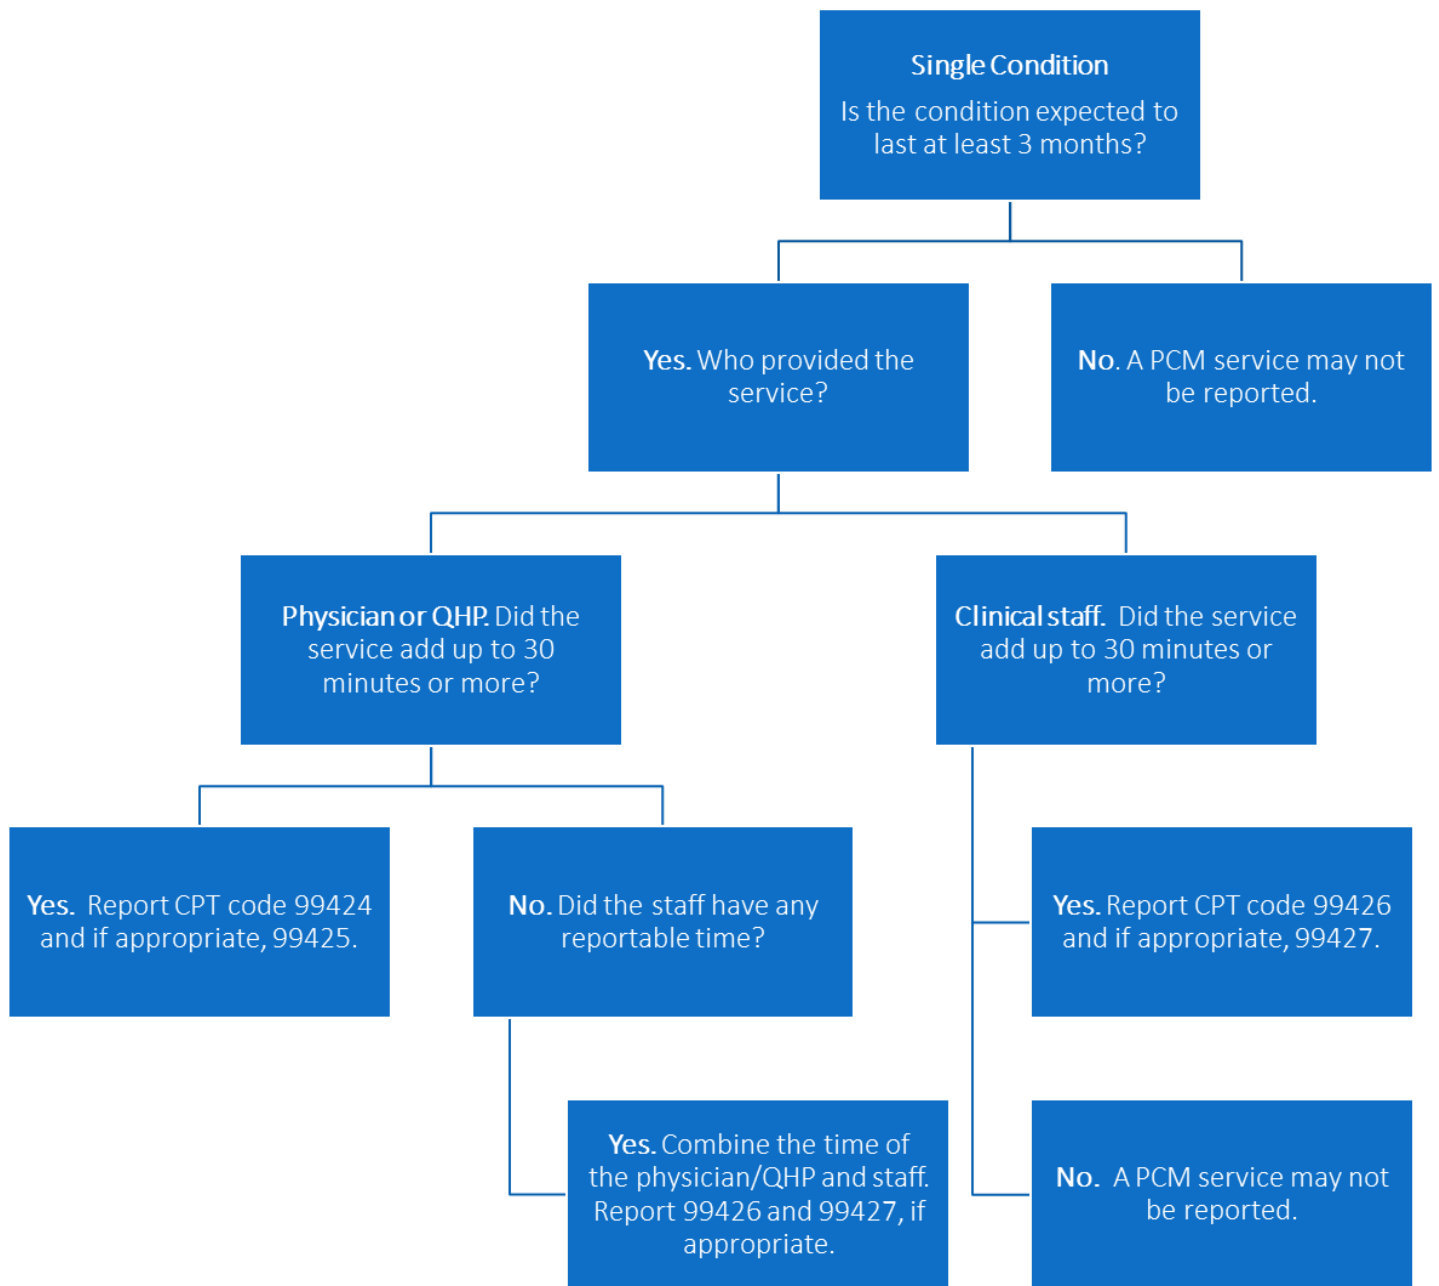 Single Condition
Is the condition expected to
last at least 3 months?
Yes. Who provided the
service?
No. A PCM service may not
be reported.
Physician or QHP. Did the
service add up to 30
minutes or more?
Clinical staff. Did the service
add up to 30 minutes or
more?
Yes. Report CPT code 99424
and if appropriate, 99425.
No. Did the staff have any
reportable time?
Yes. Report CPT code 99426
and if appropriate, 99427.
Yes. Combine the time of
the physician/QHP and staff.
Report 99426 and 99427, if
appropriate.
No. A PCM service may not
be reported.